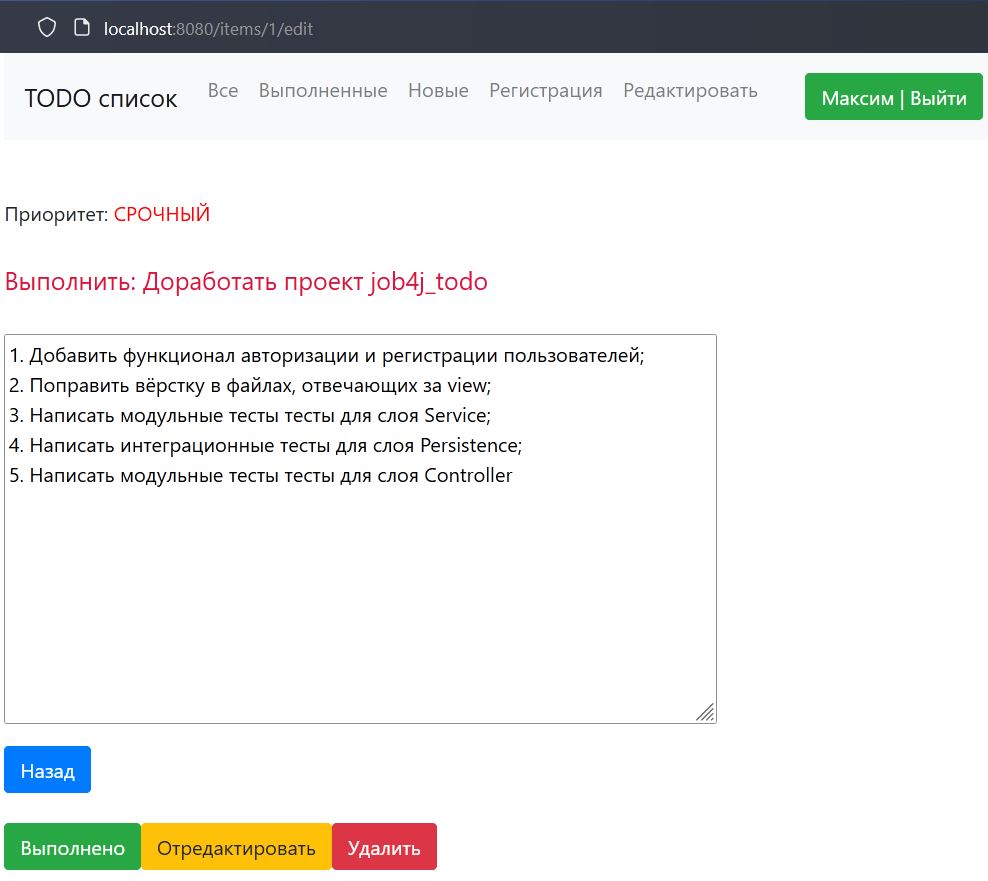 localhost:8080/items/1/edit
TODO список Все Выполненные Новые Регистрация Редактировать Максим | Выйти
Приоритет: СРОЧНЫЙ
Выполнить: Доработать проект job4j_todo
1. Добавить функционал авторизации и регистрации пользователей;
2. Поправить вёрстку в файлах, отвечающих за view;
3. Написать модульные тесты тесты для слоя Service;
4. Написать интеграционные тесты для слоя Persistence;
5. Написать модульные тесты тесты для слоя Controller
Назад
Выполнено Отредактировать Удалить